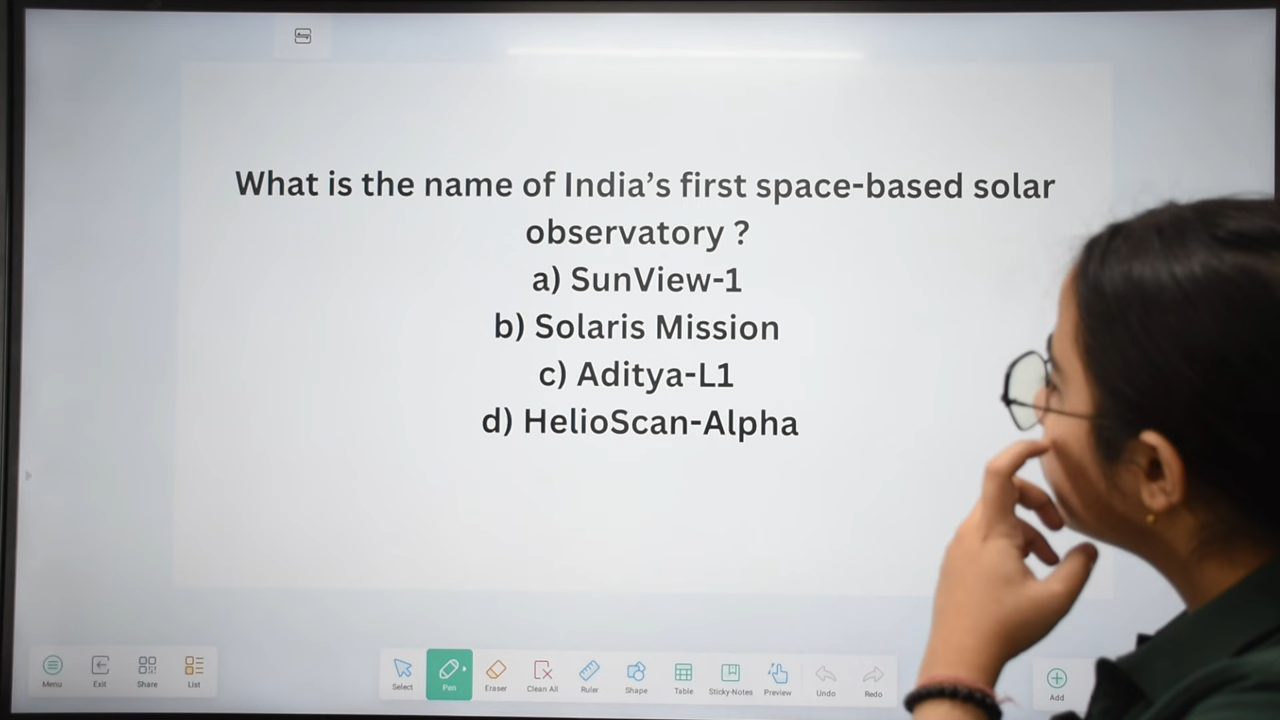 What is the name of India's first space-based solar
observatory ?
a) SunView-1
b) Solaris Mission
c) Aditya-L1
d) HelioScan-Alpha
Menu
Exit
Share
List
Select
Pen
Eraser
Clean All
Ruler
Shape
Table
Sticky-Notes
Preview
Undo
Redo
Add